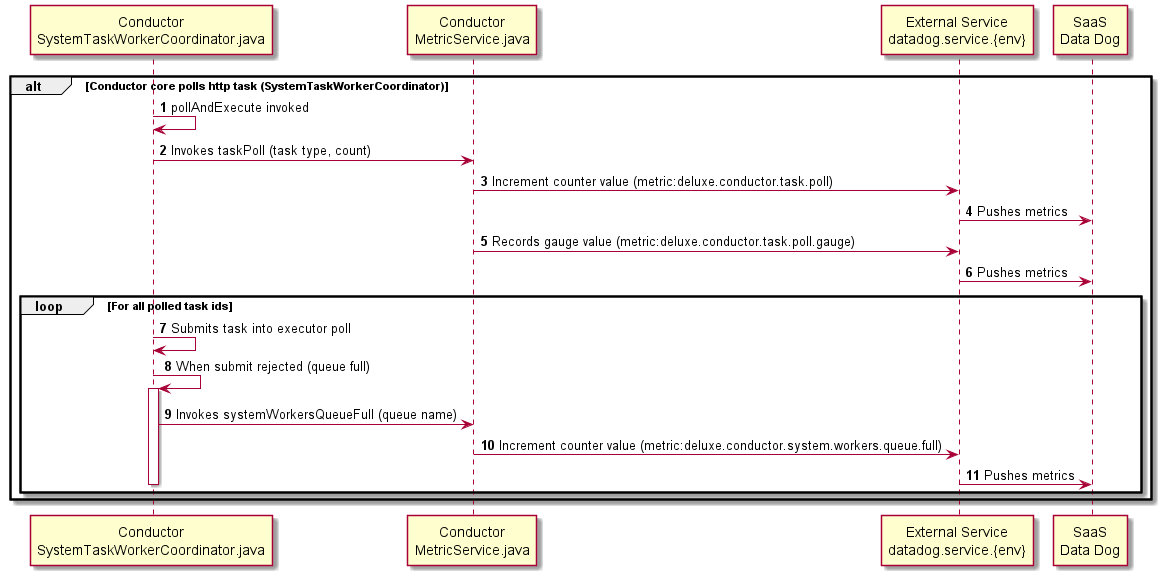 Conductor
SystemTaskWorkerCoordinator.java
Conductor
MetricService.java
External Service
datadog.service.{env}
SaaS
Data Dog
alt [Conductor core polls http task (SystemTaskWorkerCoordinator)]
1 pollAndExecute invoked
2 Invokes taskPoll (task type, count)
3 Increment counter value (metric:deluxe.conductor.task.poll)
4 Pushes metrics
5 Records gauge value (metric:deluxe.conductor.task.poll.gauge)
6 Pushes metrics
loop [For all polled task ids]
7 Submits task into executor poll
8 When submit rejected (queue full)
9 Invokes systemWorkersQueueFull (queue name)
10 Increment counter value (metric:deluxe.conductor.system.workers.queue.full)
11 Pushes metrics
Conductor
SystemTaskWorkerCoordinator.java
Conductor
MetricService.java
External Service
datadog.service.{env}
SaaS
Data Dog